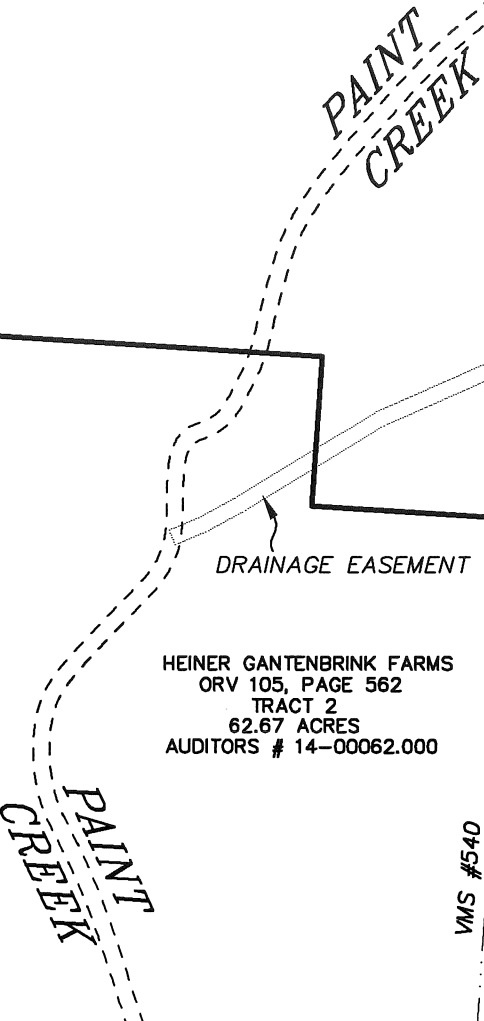 PAINT
CREEK
DRAINAGE EASEMENT
HEINER GANTENBRINK FARMS
ORV 105, PAGE 562
TRACT 2
62.67 ACRES
AUDITORS # 14-00062.000
PAINT
CREEK
VMS #540